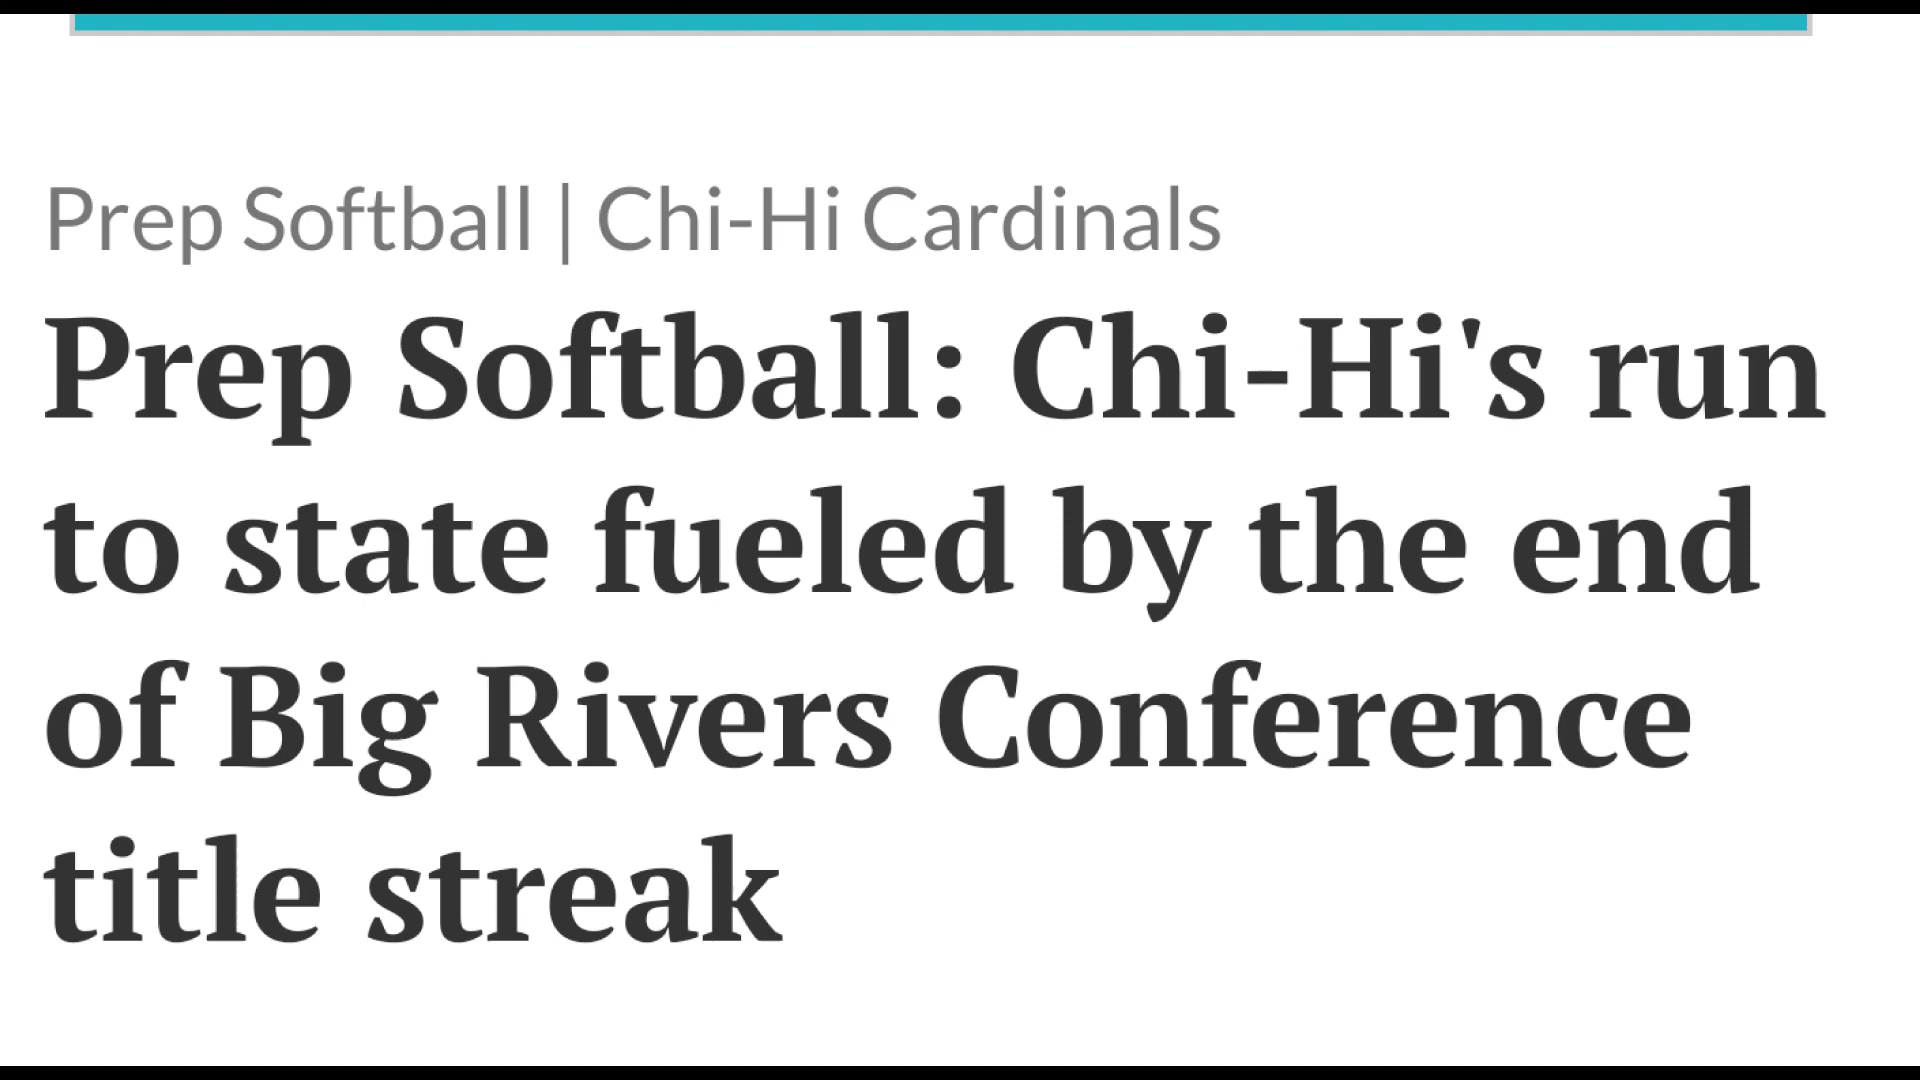 Prep Softball | Chi-Hi Cardinals
Prep Softball: Chi-Hi's run
to state fueled by the end
of Big Rivers Conference
title streak